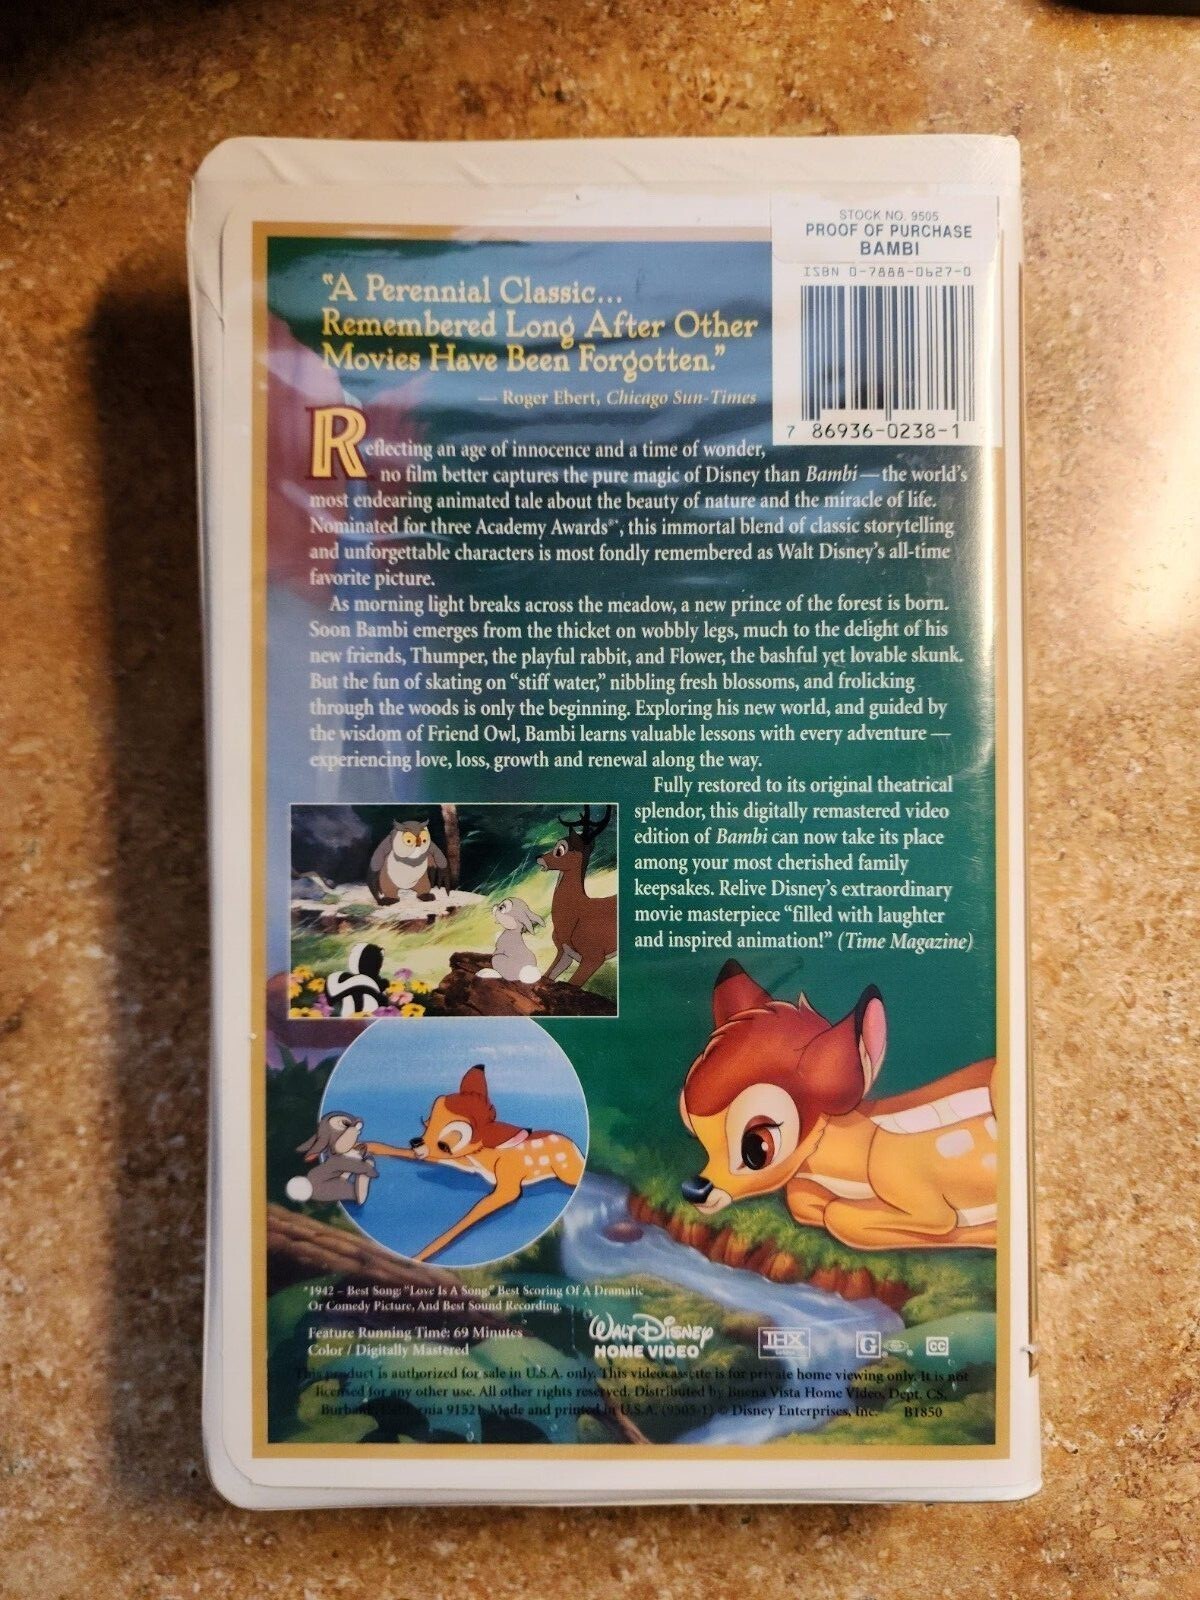 STOCK NO. 9505
PROOF OF PURCHASE
BAMBI
ISBN 0-7888-0627-0
7 86936-0238-1
"A Perennial Classic...
Remembered Long After Other
Movies Have Been Forgotten."
— Roger Ebert, Chicago Sun-Times
Reflecting an age of innocence and a time of wonder,
no film better captures the pure magic of Disney than Bambi — the world's
most endearing animated tale about the beauty of nature and the miracle of life.
Nominated for three Academy Awards®*, this immortal blend of classic storytelling
and unforgettable characters is most fondly remembered as Walt Disney's all-time
favorite picture.
As morning light breaks across the meadow, a new prince of the forest is born.
Soon Bambi emerges from the thicket on wobbly legs, much to the delight of his
new friends, Thumper, the playful rabbit, and Flower, the bashful yet lovable skunk.
But the fun of skating on "stiff water," nibbling fresh blossoms, and frolicking
through the woods is only the beginning. Exploring his new world, and guided by
the wisdom of Friend Owl, Bambi learns valuable lessons with every adventure —
experiencing love, loss, growth and renewal along the way.
Fully restored to its original theatrical
splendor, this digitally remastered video
edition of Bambi can now take its place
among your most cherished family
keepsakes. Relive Disney's extraordinary
movie masterpiece "filled with laughter
and inspired animation!" (Time Magazine)
*1942 – Best Song: "Love Is A Song," Best Scoring Of A Dramatic
Or Comedy Picture, And Best Sound Recording.
Feature Running Time: 69 Minutes
Color / Digitally Mastered
Walt Disney
HOME VIDEO
THX
G
CC
This product is authorized for sale in U.S.A. only. This videocassette is for private home viewing only. It is not
licensed for any other use. All other rights reserved. Distributed by Buena Vista Home Video, Dept. CS,
Burbank, California 91521. Made and printed in U.S.A. (9505-1) © Disney Enterprises, Inc. B1850